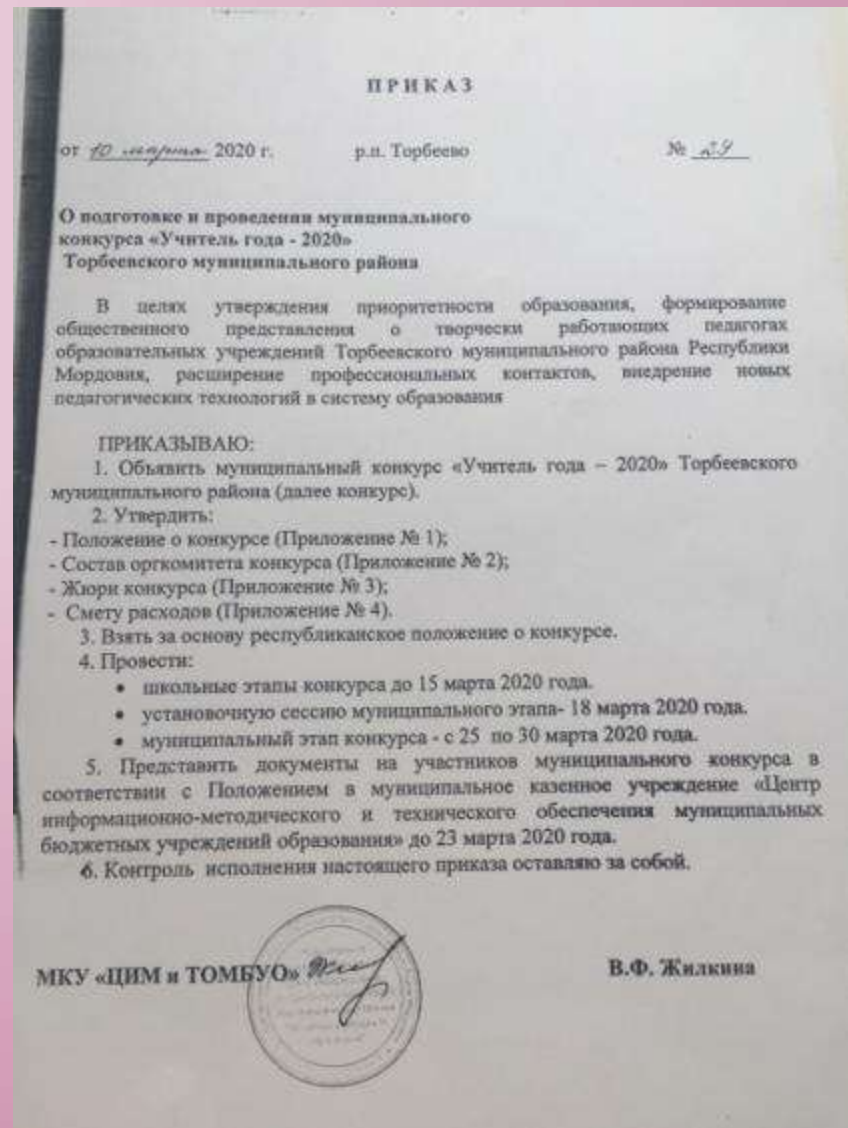 ПРИКАЗ
от 10 марта 2020 г. р.п. Торбеево № 29
О подготовке и проведении муниципального
конкурса «Учитель года - 2020»
Торбеевского муниципального района
В целях утверждения приоритетности образования, формирование
общественного представления о творчески работающих педагогах
образовательных учреждений Торбеевского муниципального района Республики
Мордовия, расширение профессиональных контактов, внедрение новых
педагогических технологий в систему образования
ПРИКАЗЫВАЮ:
1. Объявить муниципальный конкурс «Учитель года – 2020» Торбеевского
муниципального района (далее конкурс).
2. Утвердить:
- Положение о конкурсе (Приложение № 1);
- Состав оргкомитета конкурса (Приложение № 2);
- Жюри конкурса (Приложение № 3);
- Смету расходов (Приложение № 4).
3. Взять за основу республиканское положение о конкурсе.
4. Провести:
• школьные этапы конкурса до 15 марта 2020 года.
• установочную сессию муниципального этапа- 18 марта 2020 года.
• муниципальный этап конкурса - с 25 по 30 марта 2020 года.
5. Представить документы на участников муниципального конкурса в
соответствии с Положением в муниципальное казенное учреждение «Центр
информационно-методического и технического обеспечения муниципальных
бюджетных учреждений образования» до 23 марта 2020 года.
6. Контроль исполнения настоящего приказа оставляю за собой.
МКУ «ЦИМ и ТОМБУО» В.Ф. Жилкина